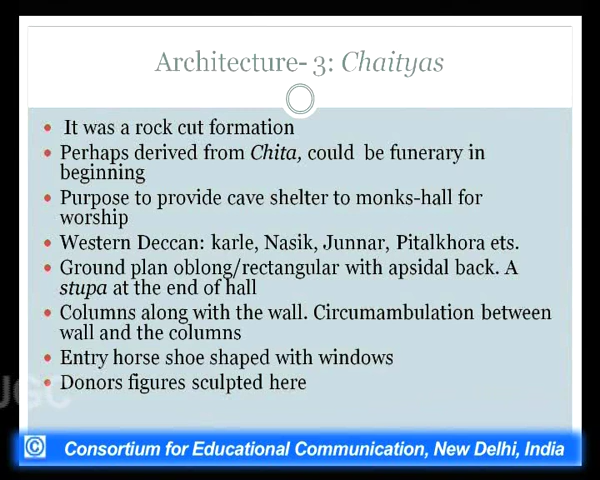 Architecture- 3: Chaityas
It was a rock cut formation
Perhaps derived from Chita, could be funerary in
beginning
Purpose to provide cave shelter to monks-hall for
worship
Western Deccan: karle, Nasik, Junnar, Pitalkhora ets.
Ground plan oblong/rectangular with apsidal back. A
stupa at the end of hall
Columns along with the wall. Circumambulation between
wall and the columns
Entry horse shoe shaped with windows
Donors figures sculpted here
UGC
© Consortium for Educational Communication, New Delhi, India